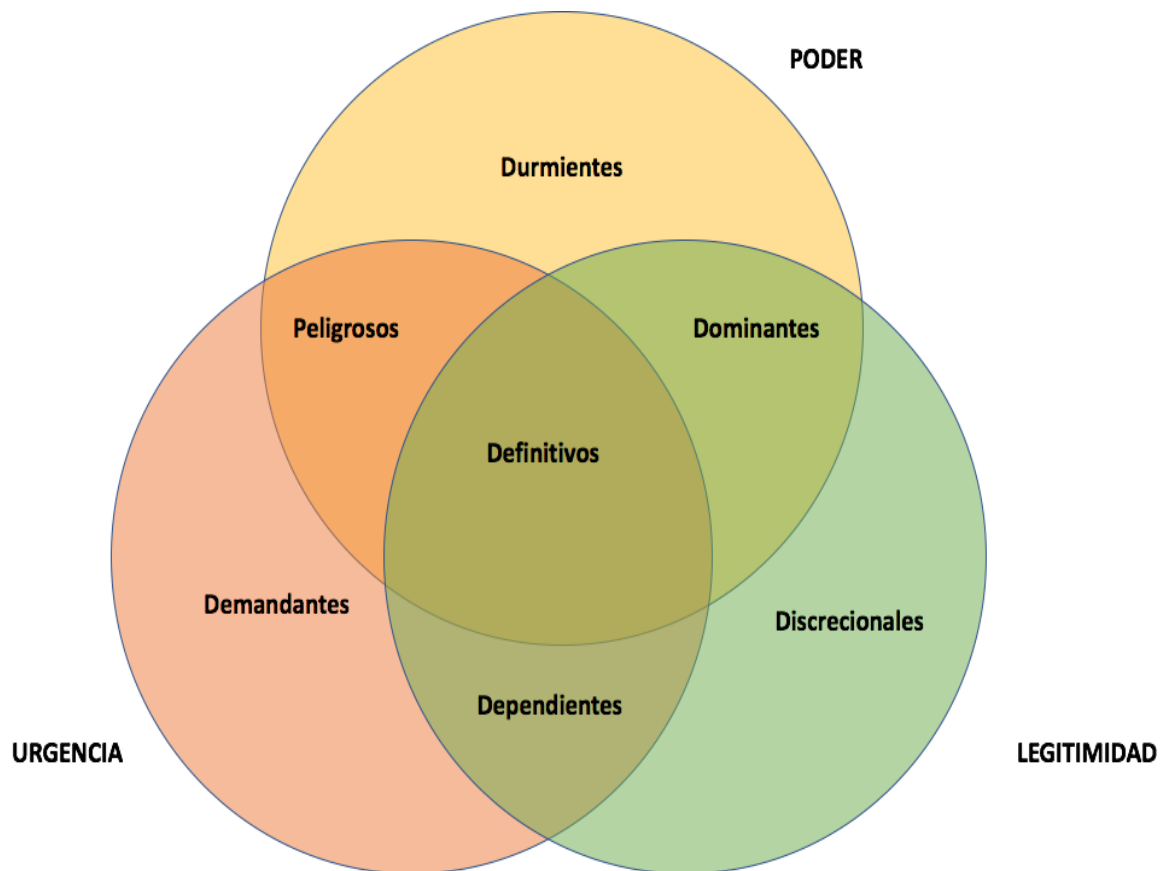 PODER
Durmientes
Peligrosos
Dominantes
Definitivos
Demandantes
Discrecionales
Dependientes
URGENCIA
LEGITIMIDAD